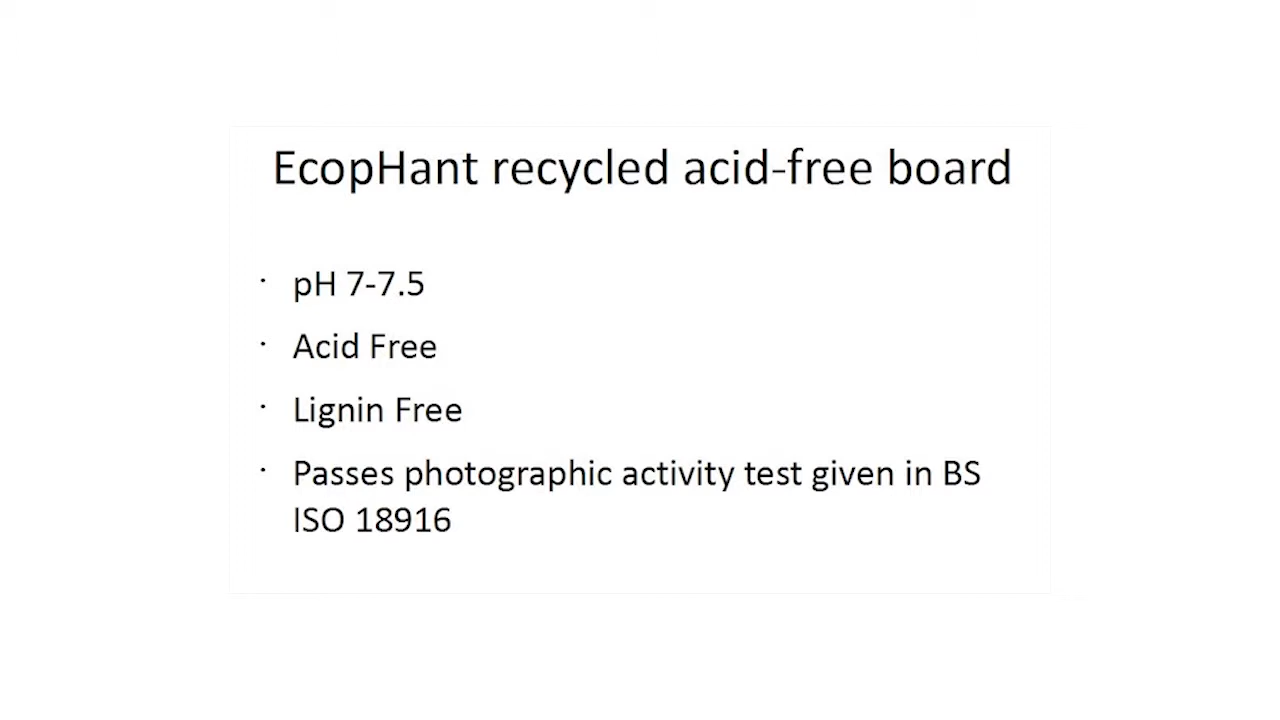 EcopHant recycled acid-free board
· pH 7-7.5
· Acid Free
· Lignin Free
· Passes photographic activity test given in BS
ISO 18916